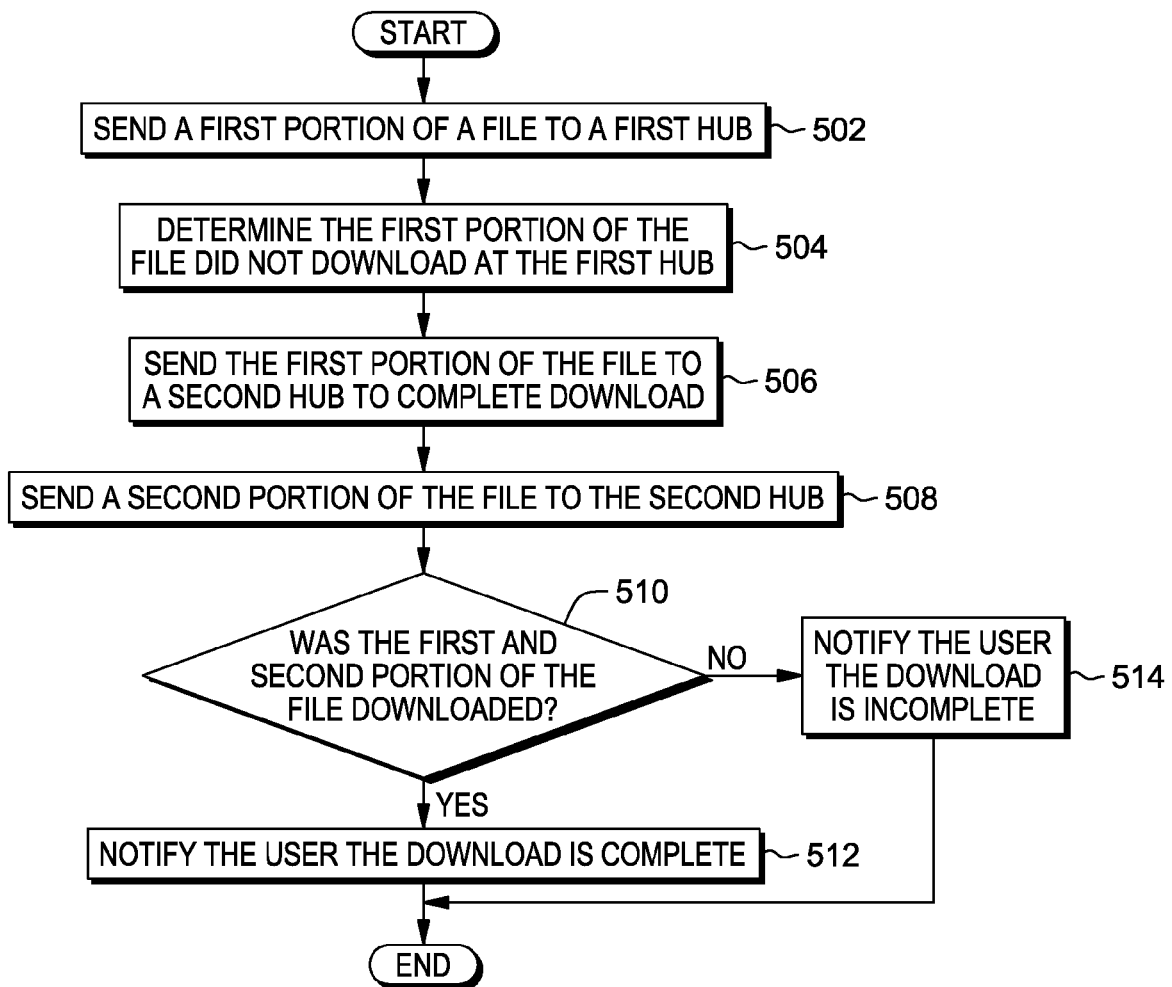 START
SEND A FIRST PORTION OF A FILE TO A FIRST HUB
502
DETERMINE THE FIRST PORTION OF THE
FILE DID NOT DOWNLOAD AT THE FIRST HUB
504
SEND THE FIRST PORTION OF THE FILE TO
A SECOND HUB TO COMPLETE DOWNLOAD
506
SEND A SECOND PORTION OF THE FILE TO THE SECOND HUB
508
510
WAS THE FIRST AND
SECOND PORTION OF THE
FILE DOWNLOADED?
NO
NOTIFY THE USER
THE DOWNLOAD
IS INCOMPLETE
514
YES
NOTIFY THE USER THE DOWNLOAD IS COMPLETE
512
END